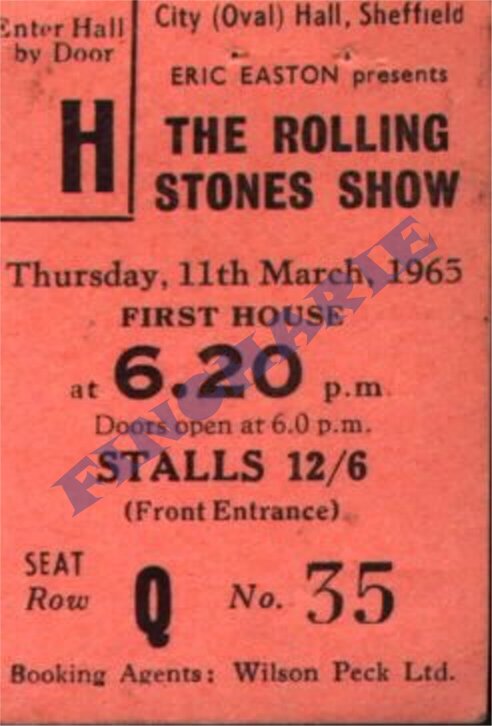 Enter Hall
by Door
H
City (Oval) Hall, Sheffield
ERIC EASTON presents
THE ROLLING
STONES SHOW
Thursday, 11th March, 1965
FIRST HOUSE
at 6.20 p.m.
Doors open at 6.0 p.m.
STALLS 12/6
(Front Entrance)
SEAT
Row Q No. 35
Booking Agents: Wilson Peck Ltd.
FINCHARIE